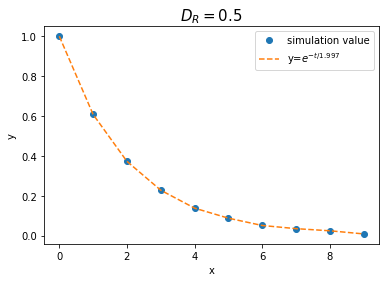 $D_R = 0.5$
simulation value
y=$e^{-t/1.997}$
1.0
0.8
0.6
0.4
0.2
0.0
y
0 2 4 6 8
x